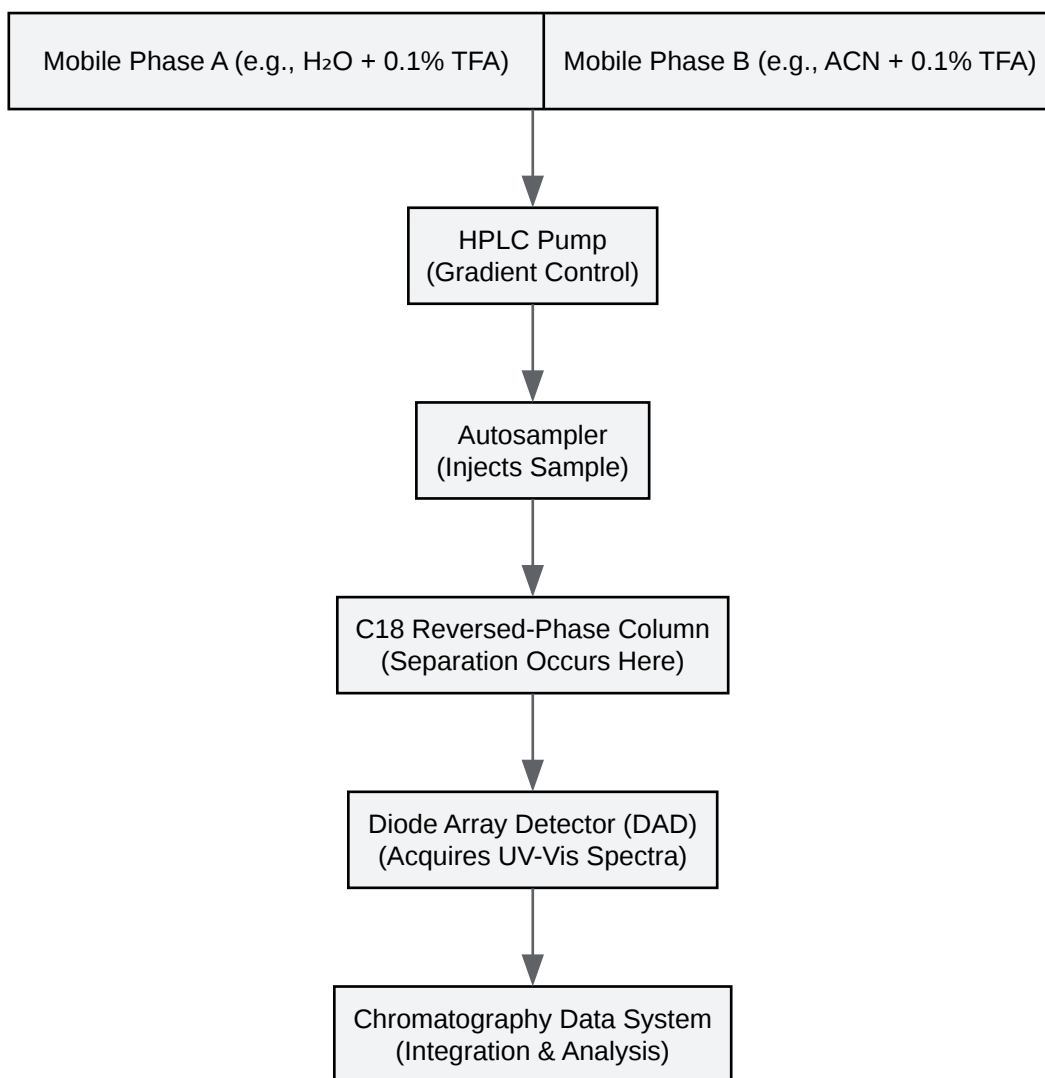 Mobile Phase A (e.g., H₂O + 0.1% TFA)
Mobile Phase B (e.g., ACN + 0.1% TFA)
HPLC Pump
(Gradient Control)
Autosampler
(Injects Sample)
C18 Reversed-Phase Column
(Separation Occurs Here)
Diode Array Detector (DAD)
(Acquires UV-Vis Spectra)
Chromatography Data System
(Integration & Analysis)